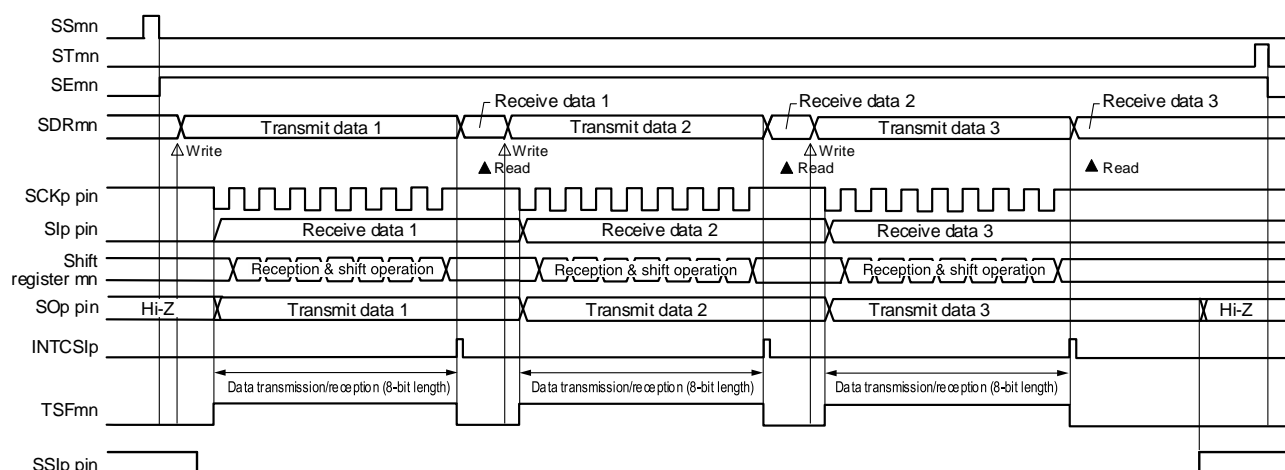 SSmn
STmn
SEmn
Receive data 1 Receive data 2 Receive data 3
SDRmn Transmit data 1 Transmit data 2 Transmit data 3
Write Write Write
Read Read Read
SCKp pin
SIp pin Receive data 1 Receive data 2 Receive data 3
Shift
register mn Reception & shift operation Reception & shift operation Reception & shift operation
SOp pin Hi-Z Transmit data 1 Transmit data 2 Transmit data 3 Hi-Z
INTCSIp
Data transmission/reception (8-bit length) Data transmission/reception (8-bit length) Data transmission/reception (8-bit length)
TSFmn
SSIp pin